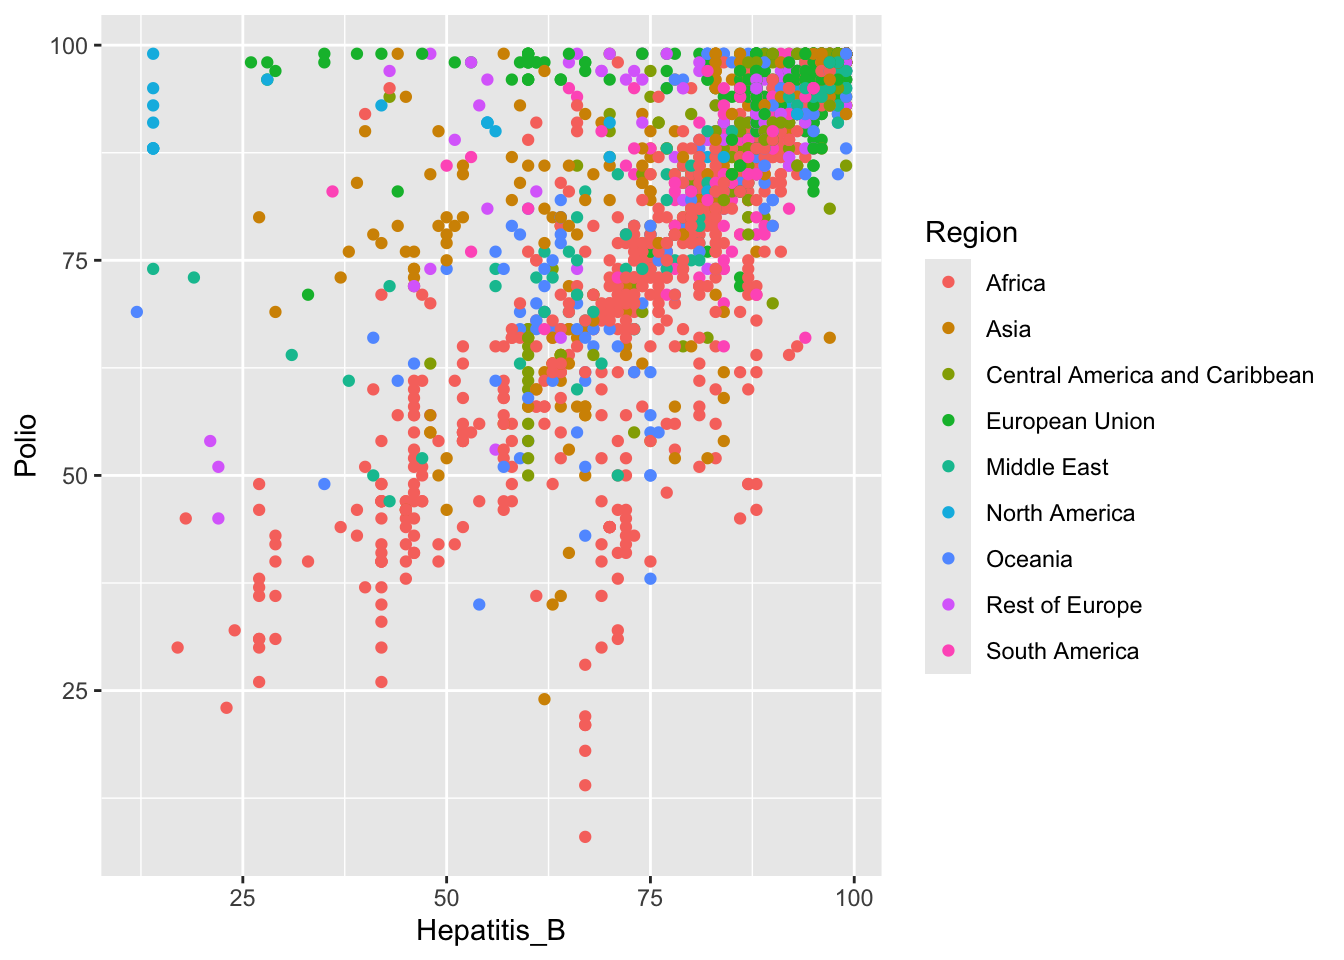 100
75
50
25
Polio
25
50
75
100
Hepatitis_B
Region
Africa
Asia
Central America and Caribbean
European Union
Middle East
North America
Oceania
Rest of Europe
South America